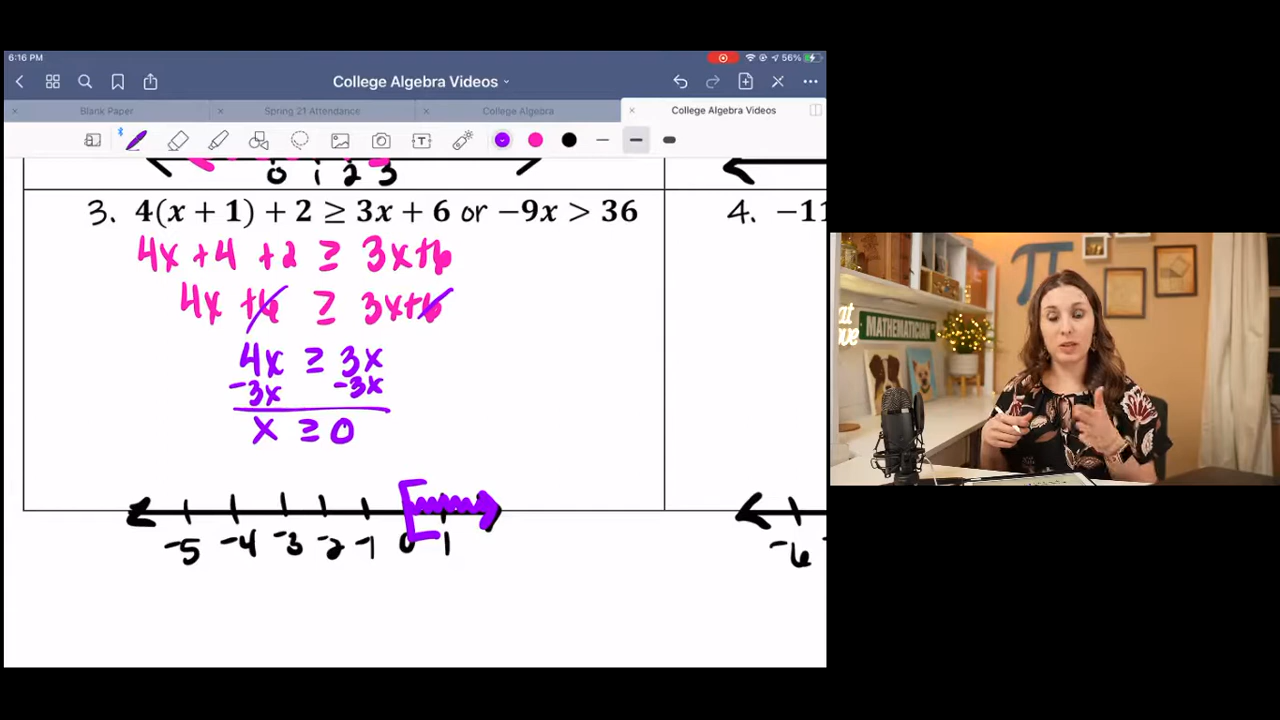 6:16 PM
56%
College Algebra Videos
Blank Paper
Spring 21 Attendance
College Algebra
College Algebra Videos
0 1 2 3
3. 4(x + 1) + 2 ≥ 3x + 6 or −9x > 36
4. −11
4x + 4 + 2 ≥ 3x + 6
4x + 6 ≥ 3x + 6
4x ≥ 3x
-3x -3x
x ≥ 0
-5 -4 -3 -2 -1 0 1
-6
MATHEMATICIAN